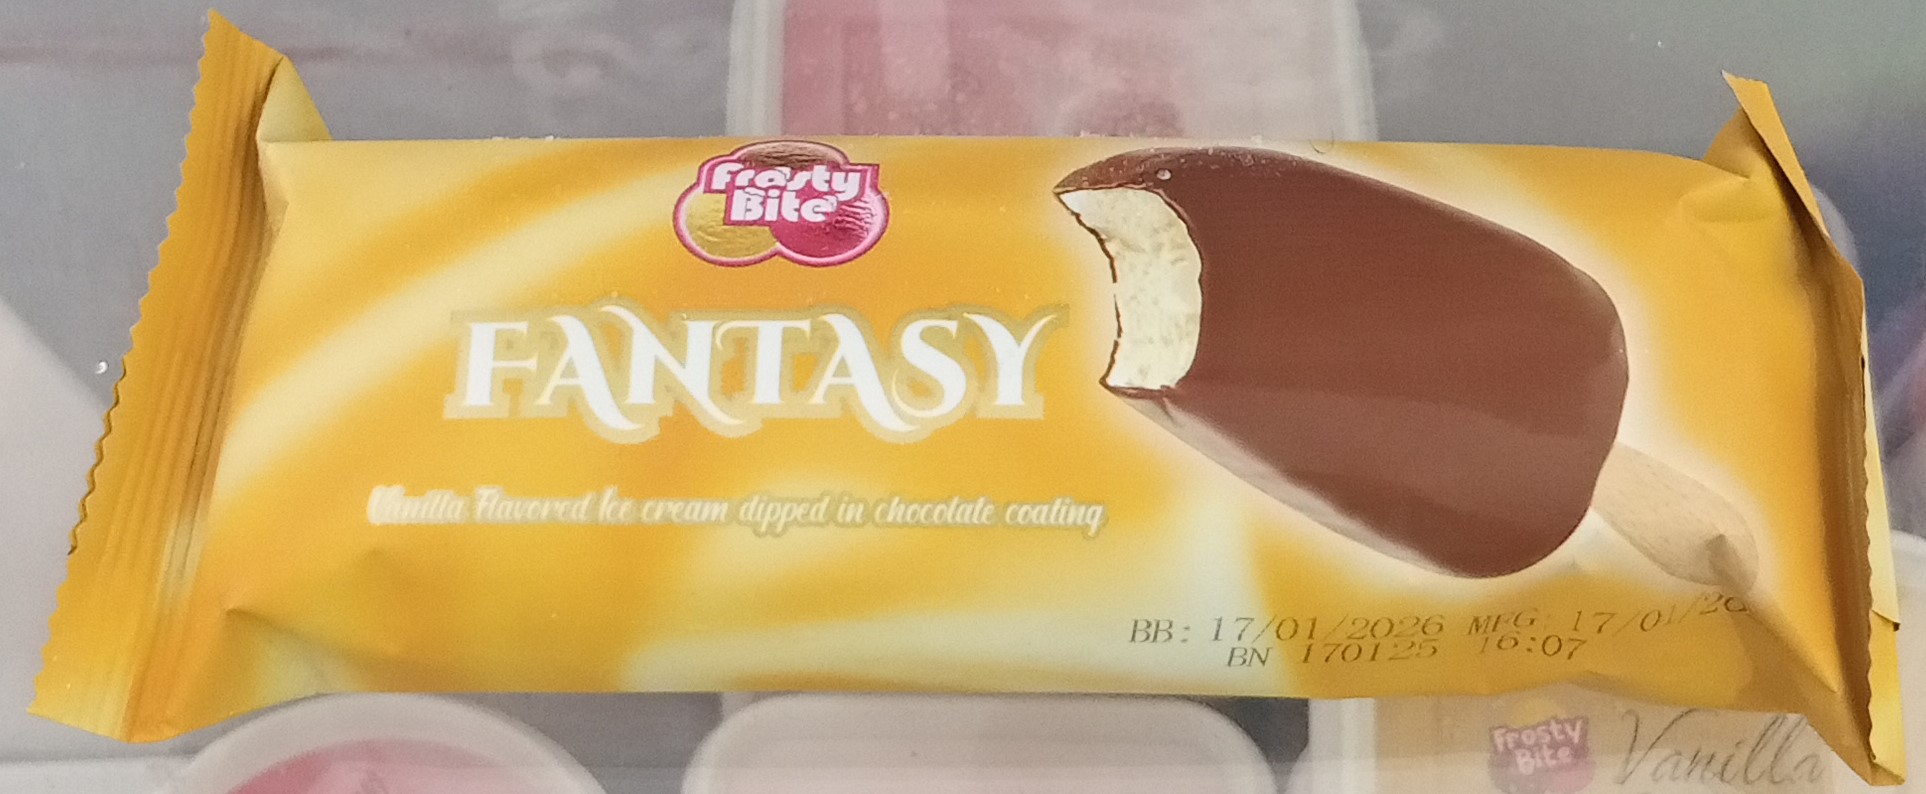 Frosty
Bite
FANTASY
Vanilla Flavored Ice cream dipped in chocolate coating
BB: 17/01/2026 MFG: 17/01/20
BN 170125 16:07
Frosty
Bite
Vanilla